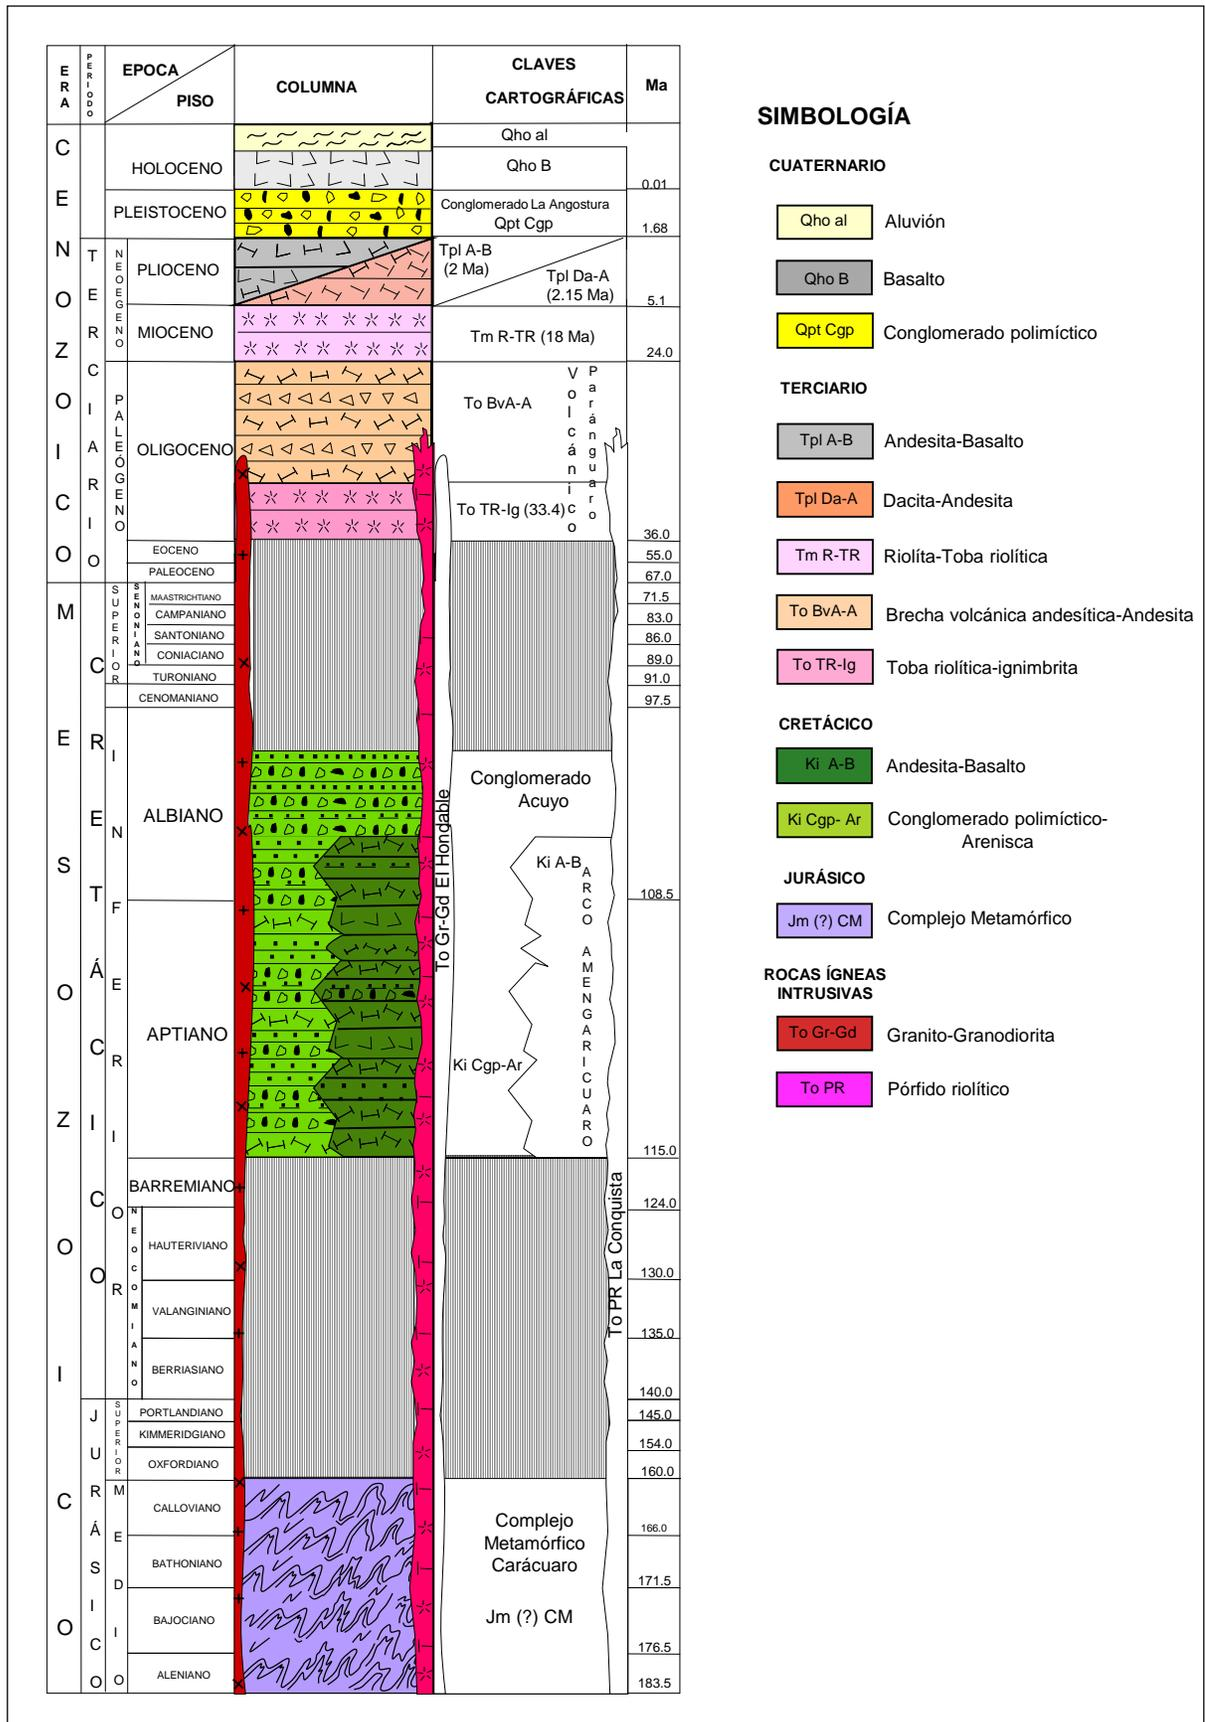 ERA
PERIODO
EPOCA
PISO
COLUMNA
CLAVES
CARTOGRÁFICAS
Ma
CENOZOICO
HOLOCENO
Qho al
Qho B
0.01
PLEISTOCENO
Conglomerado La Angostura
Qpt Cgp
1.68
TERCIARIO
NEOEGENO
PLIOCENO
Tpl A-B
(2 Ma)
Tpl Da-A
(2.15 Ma)
5.1
MIOCENO
Tm R-TR (18 Ma)
24.0
PALEÓGENO
OLIGOCENO
To BvA-A
Volcánico
Paránguaro
To TR-Ig (33.4)
36.0
EOCENO
55.0
PALEOCENO
67.0
MESOZOICO
CRETÁCICO
SUPERIOR
SENONIANO
MAASTRICHTIANO
71.5
CAMPANIANO
83.0
SANTONIANO
86.0
CONIACIANO
89.0
TURONIANO
91.0
CENOMANIANO
97.5
INFERIOR
ALBIANO
Conglomerado
Acuyo
To Gr-Gd El Hondable
Ki A-B
ARCO AMENGARICUARO
108.5
APTIANO
Ki Cgp-Ar
115.0
BARREMIANO
124.0
To PR La Conquista
NEOCOMIANO
HAUTERIVIANO
130.0
VALANGINIANO
135.0
BERRIASIANO
140.0
JURÁSICO
SUPERIOR
PORTLANDIANO
145.0
KIMMERIDGIANO
154.0
OXFORDIANO
160.0
MEDIO
CALLOVIANO
166.0
BATHONIANO
171.5
BAJOCIANO
176.5
ALENIANO
183.5
Complejo
Metamórfico
Carácuaro
Jm (?) CM
SIMBOLOGÍA
CUATERNARIO
Qho al Aluvión
Qho B Basalto
Qpt Cgp Conglomerado polimíctico
TERCIARIO
Tpl A-B Andesita-Basalto
Tpl Da-A Dacita-Andesita
Tm R-TR Riolíta-Toba riolítica
To BvA-A Brecha volcánica andesítica-Andesita
To TR-Ig Toba riolítica-ignimbrita
CRETÁCICO
Ki A-B Andesita-Basalto
Ki Cgp- Ar Conglomerado polimíctico-
Arenisca
JURÁSICO
Jm (?) CM Complejo Metamórfico
ROCAS ÍGNEAS
INTRUSIVAS
To Gr-Gd Granito-Granodiorita
To PR Pórfido riolítico